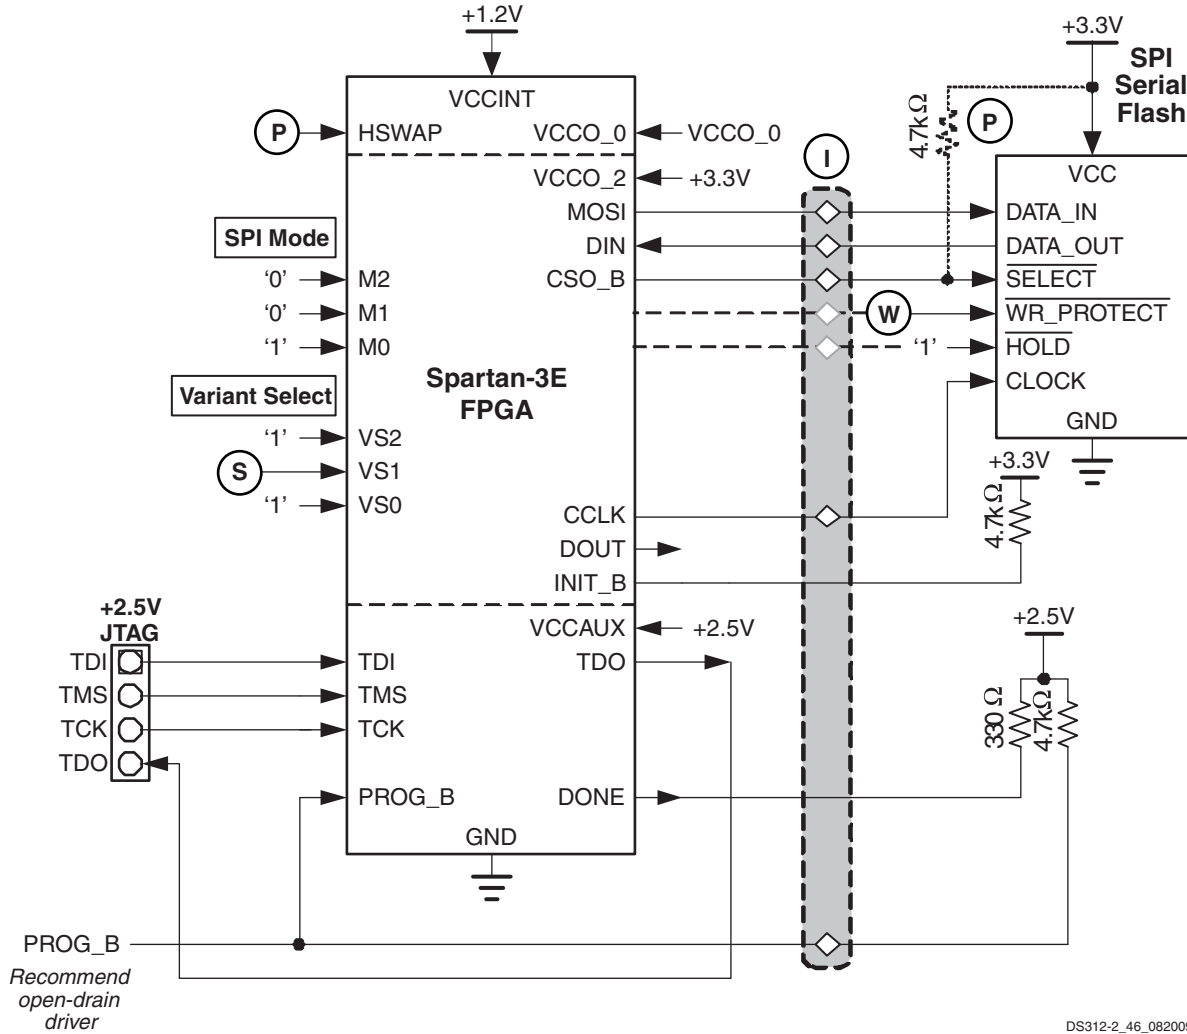 +1.2V
+3.3V
SPI
Serial
Flash
VCCINT
P
HSWAP
VCCO_0
VCCO_0
4.7kΩ
P
I
VCC
VCCO_2
+3.3V
MOSI
DATA_IN
SPI Mode
DIN
DATA_OUT
'0'
M2
CSO_B
SELECT
'0'
M1
W
WR_PROTECT
'1'
M0
'1'
HOLD
Spartan-3E
FPGA
CLOCK
Variant Select
GND
'1'
VS2
+3.3V
S
VS1
'1'
VS0
CCLK
4.7kΩ
DOUT
INIT_B
+2.5V
JTAG
VCCAUX
+2.5V
+2.5V
TDI
TDI
TDO
TMS
TMS
TCK
TCK
330 Ω
4.7kΩ
TDO
PROG_B
DONE
GND
PROG_B
Recommend
open-drain
driver